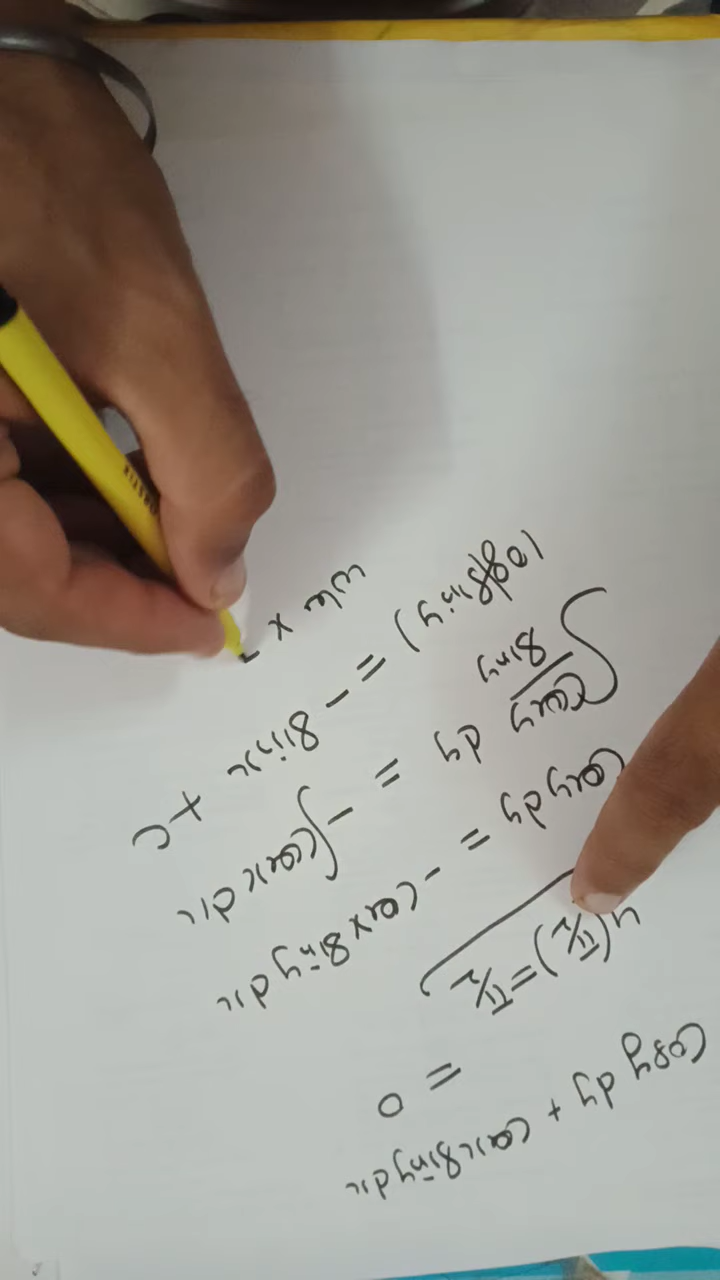 cosy dy + cosx siny dx
= 0
y(π/2) = π/2
cosy dy = - cosx siny dx
∫ cosy/siny dy = - ∫ cosx dx
log(siny) = - sinx + c
x